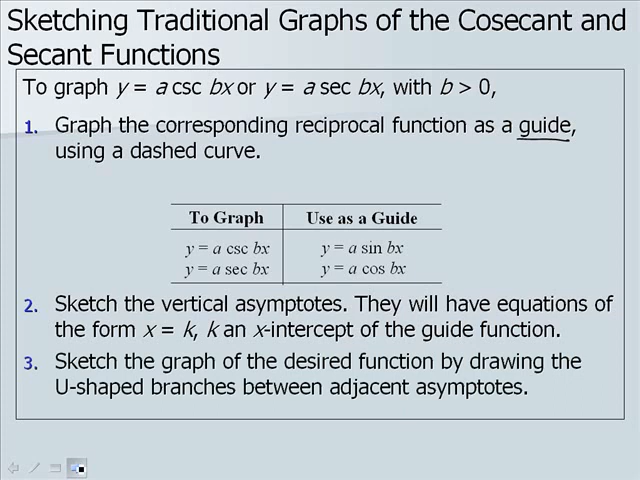 Sketching Traditional Graphs of the Cosecant and
Secant Functions
To graph y = a csc bx or y = a sec bx, with b > 0,
1. Graph the corresponding reciprocal function as a guide,
using a dashed curve.
To Graph Use as a Guide
y = a csc bx y = a sin bx
y = a sec bx y = a cos bx
2. Sketch the vertical asymptotes. They will have equations of
the form x = k, k an x-intercept of the guide function.
3. Sketch the graph of the desired function by drawing the
U-shaped branches between adjacent asymptotes.